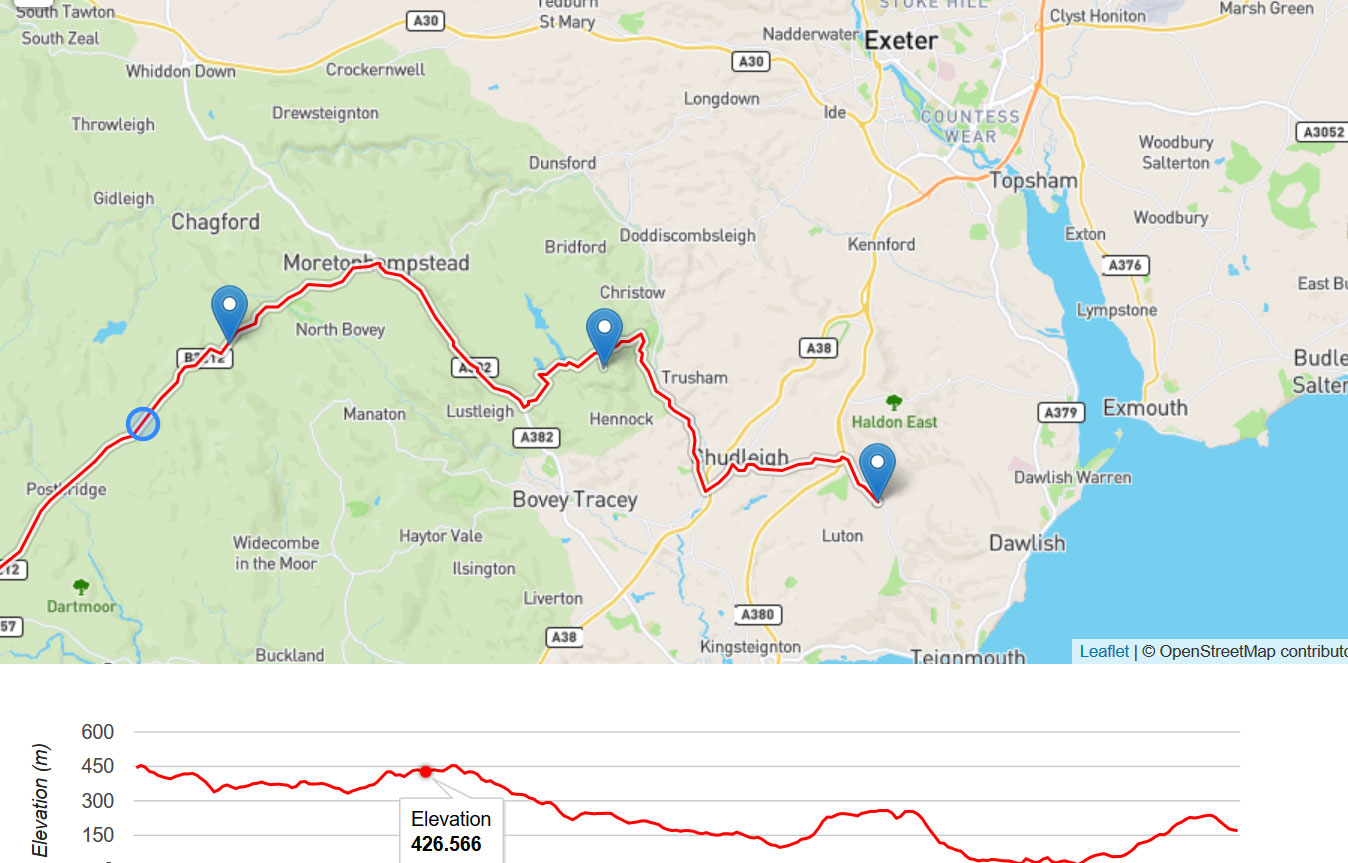 South Tawton
Tedburn
St Mary
STOKE HILL
Clyst Honiton
Marsh Green
A30
South Zeal
Nadderwater
Exeter
Whiddon Down
Crockernwell
A30
Longdown
Drewsteignton
Ide
COUNTESS
WEAR
Throwleigh
A3052
Woodbury
Salterton
Dunsford
Topsham
Gidleigh
Chagford
Woodbury
Exton
Doddiscombsleigh
Bridford
Kennford
Moretonhampstead
A376
Christow
East Bu
Lympstone
North Bovey
A38
B3212
Budle
Salter
A382
Trusham
Manaton
Lustleigh
Hennock
Haldon East
A379
Exmouth
A382
Chudleigh
Postbridge
Bovey Tracey
Dawlish Warren
Widecombe
in the Moor
Haytor Vale
Luton
Dawlish
12
Ilsington
Dartmoor
Liverton
57
A38
A380
Kingsteignton
Buckland
Teignmouth
Leaflet | © OpenStreetMap contributo
600
450
300
150
Elevation (m)
Elevation
426.566